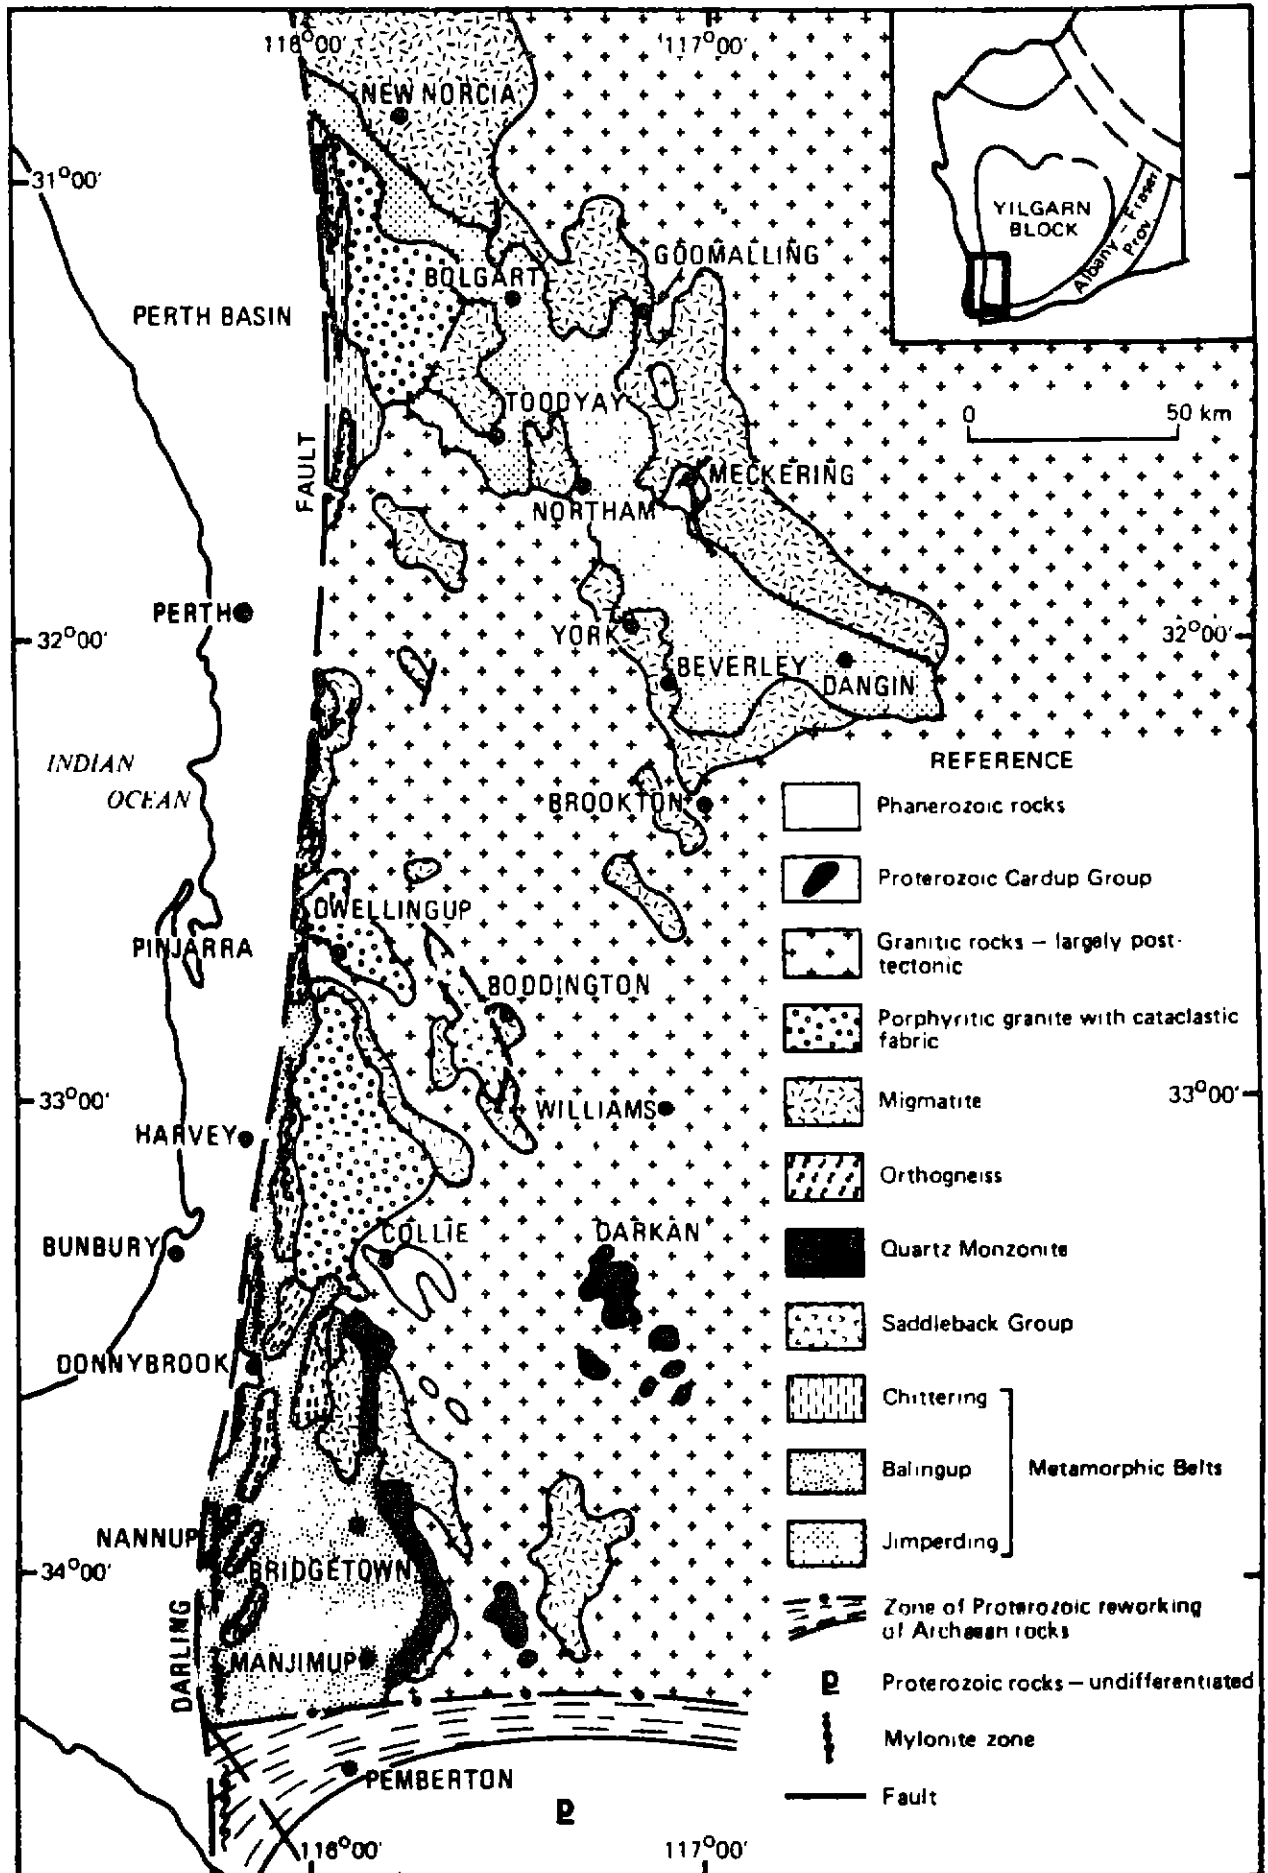 116°00'
117°00'
NEW NORCIA
31°00'
YILGARN
BLOCK
Albany – Fraser
Prov.
GOOMALLING
BOLGART
PERTH BASIN
TOODYAY
0
50 km
FAULT
MECKERING
NORTHAM
PERTH
YORK
32°00'
32°00'
BEVERLEY
DANGIN
INDIAN
OCEAN
BROOKTON
DWELLINGUP
PINJARRA
BODDINGTON
33°00'
WILLIAMS
33°00'
HARVEY
COLLIE
DARKAN
BUNBURY
DONNYBROOK
NANNUP
BRIDGETOWN
34°00'
DARLING
MANJIMUP
PEMBERTON
P
116°00'
117°00'
REFERENCE
Phanerozoic rocks
Proterozoic Cardup Group
Granitic rocks – largely post-
tectonic
Porphyritic granite with cataclastic
fabric
Migmatite
Orthogneiss
Quartz Monzonite
Saddleback Group
Chittering
Balingup
Metamorphic Belts
Jimperding
Zone of Proterozoic reworking
of Archaean rocks
P
Proterozoic rocks – undifferentiated
Mylonite zone
Fault